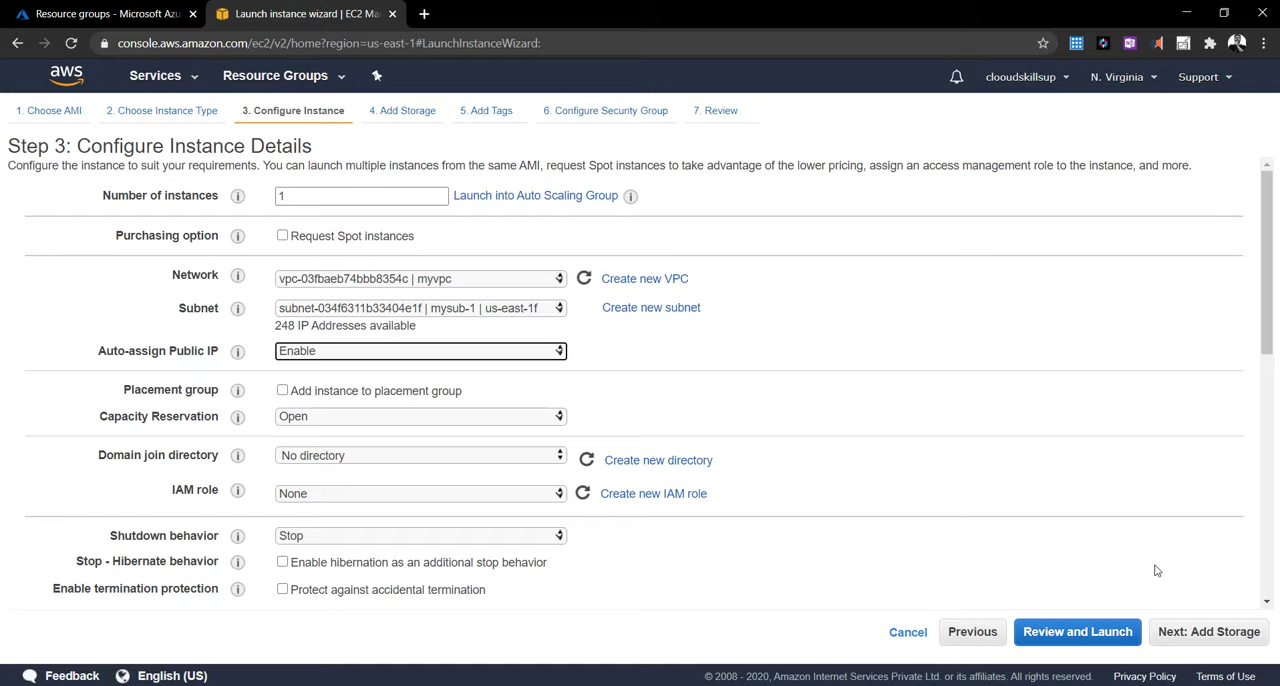 Resource groups - Microsoft Azu
Launch instance wizard | EC2 Ma
console.aws.amazon.com/ec2/v2/home?region=us-east-1#LaunchInstanceWizard:
aws Services Resource Groups clooudskillsup N. Virginia Support
1. Choose AMI 2. Choose Instance Type 3. Configure Instance 4. Add Storage 5. Add Tags 6. Configure Security Group 7. Review
Step 3: Configure Instance Details
Configure the instance to suit your requirements. You can launch multiple instances from the same AMI, request Spot instances to take advantage of the lower pricing, assign an access management role to the instance, and more.
Number of instances 1 Launch into Auto Scaling Group
Purchasing option Request Spot instances
Network vpc-03fbaeb74bbb8354c | myvpc Create new VPC
Subnet subnet-034f6311b33404e1f | mysub-1 | us-east-1f Create new subnet
248 IP Addresses available
Auto-assign Public IP Enable
Placement group Add instance to placement group
Capacity Reservation Open
Domain join directory No directory Create new directory
IAM role None Create new IAM role
Shutdown behavior Stop
Stop - Hibernate behavior Enable hibernation as an additional stop behavior
Enable termination protection Protect against accidental termination
Cancel Previous Review and Launch Next: Add Storage
Feedback English (US) © 2008 - 2020, Amazon Internet Services Private Ltd. or its affiliates. All rights reserved. Privacy Policy Terms of Use